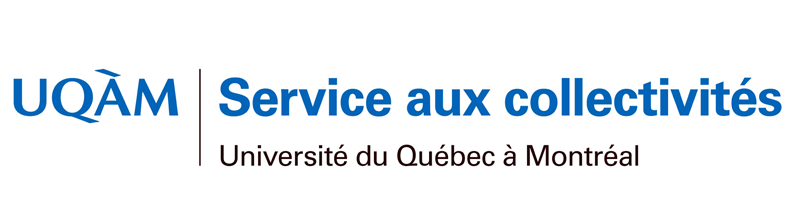 UQÀM
Service aux collectivités
Université du Québec à Montréal